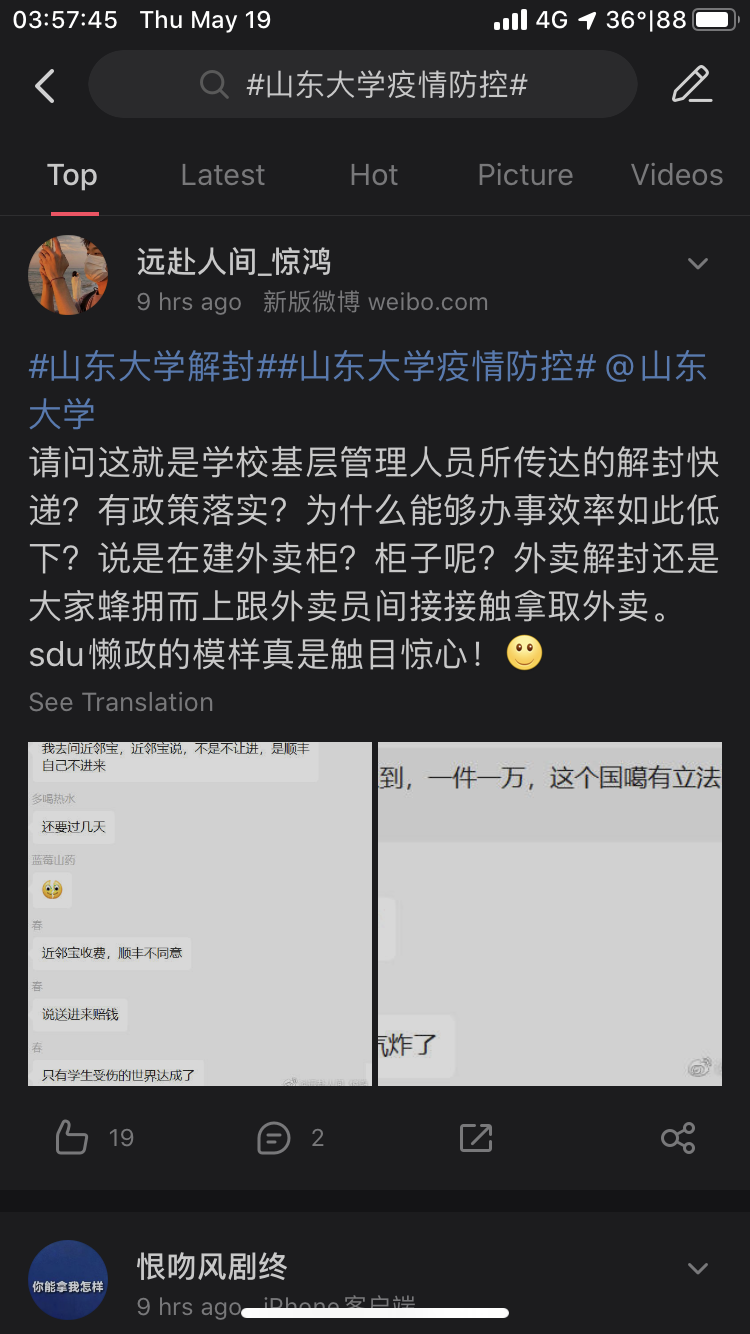 03:57:45 Thu May 19 4G 36°|88
#山东大学疫情防控#
Top Latest Hot Picture Videos
远赴人间_惊鸿
9 hrs ago 新版微博 weibo.com
#山东大学解封##山东大学疫情防控# @山东
大学
请问这就是学校基层管理人员所传达的解封快
递？有政策落实？为什么能够办事效率如此低
下？说是在建外卖柜？柜子呢？外卖解封还是
大家蜂拥而上跟外卖员间接接触拿取外卖。
sdu懒政的模样真是触目惊心！
See Translation
我去问近邻宝，近邻宝说，不是不让进，是顺丰
自己不进来
多喝热水
还要过几天
蓝莓山药
春
近邻宝收费，顺丰不同意
春
说送进来赔钱
春
只有学生受伤的世界达成了
到，一件一万，这个国噶有立法
气炸了
19 2
恨吻风剧终
你能拿我怎样
9 hrs ago iPhone客户端